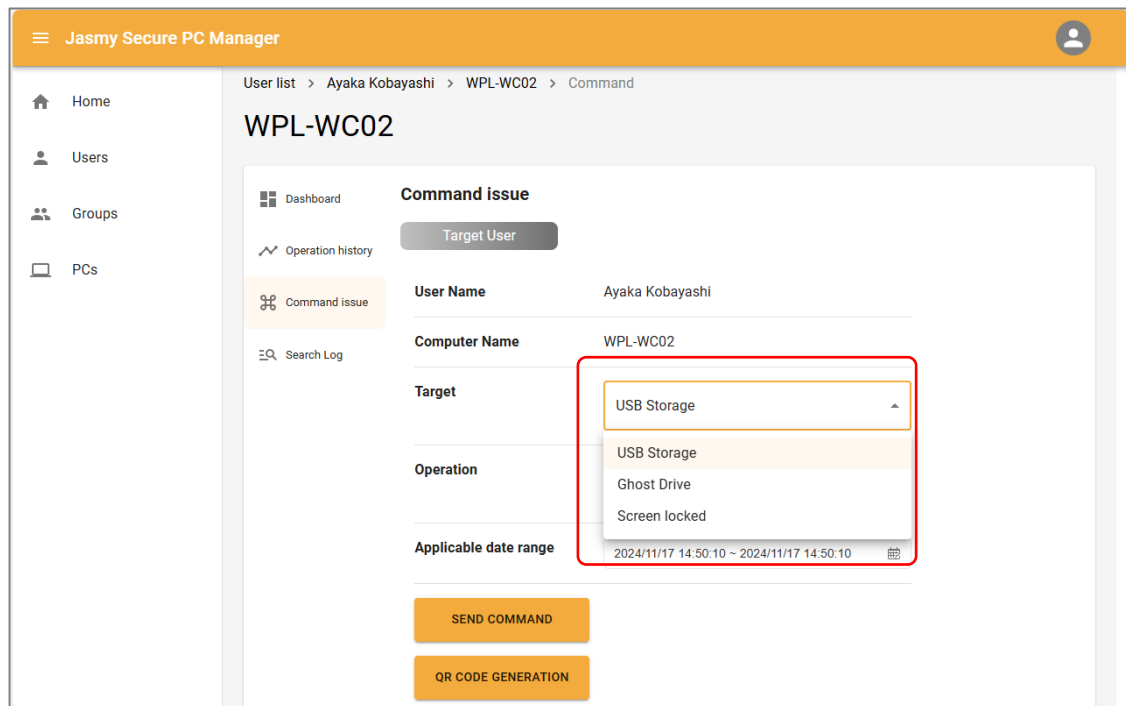 Jasmy Secure PC Manager
Home
Users
Groups
PCs
User list > Ayaka Kobayashi > WPL-WC02 > Command
WPL-WC02
Dashboard
Operation history
Command issue
Search Log
Command issue
Target User
User Name Ayaka Kobayashi
Computer Name WPL-WC02
Target USB Storage
USB Storage
Ghost Drive
Screen locked
Operation
Applicable date range 2024/11/17 14:50:10 ~ 2024/11/17 14:50:10
SEND COMMAND
QR CODE GENERATION